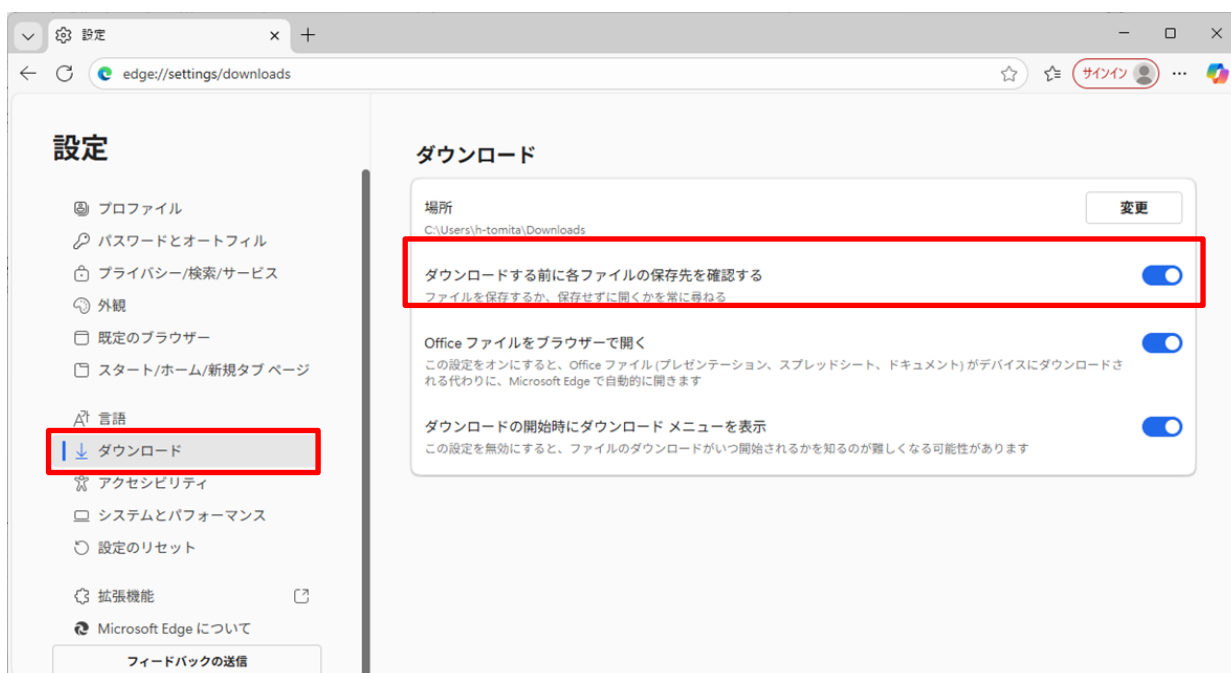 設定
edge://settings/downloads
サインイン
設定
プロファイル
パスワードとオートフィル
プライバシー/検索/サービス
外観
既定のブラウザー
スタート/ホーム/新規タブ ページ
言語
ダウンロード
アクセシビリティ
システムとパフォーマンス
設定のリセット
拡張機能
Microsoft Edge について
フィードバックの送信
ダウンロード
場所
変更
C:\Users\h-tomita\Downloads
ダウンロードする前に各ファイルの保存先を確認する
ファイルを保存するか、保存せずに開くかを常に尋ねる
Office ファイルをブラウザーで開く
この設定をオンにすると、Office ファイル (プレゼンテーション、スプレッドシート、ドキュメント) がデバイスにダウンロードさ
れる代わりに、Microsoft Edge で自動的に開きます
ダウンロードの開始時にダウンロード メニューを表示
この設定を無効にすると、ファイルのダウンロードがいつ開始されるかを知るのが難しくなる可能性があります